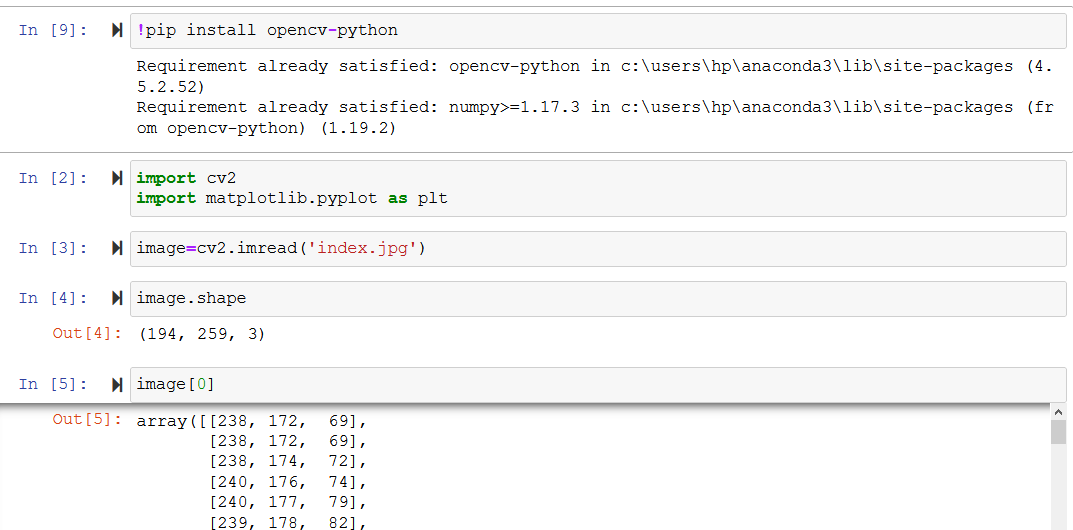 In [9]: !pip install opencv-python
Requirement already satisfied: opencv-python in c:\users\hp\anaconda3\lib\site-packages (4.
5.2.52)
Requirement already satisfied: numpy>=1.17.3 in c:\users\hp\anaconda3\lib\site-packages (fr
om opencv-python) (1.19.2)
In [2]: import cv2
import matplotlib.pyplot as plt
In [3]: image=cv2.imread('index.jpg')
In [4]: image.shape
Out[4]: (194, 259, 3)
In [5]: image[0]
Out[5]: array([[238, 172,  69],
[238, 172,  69],
[238, 174,  72],
[240, 176,  74],
[240, 177,  79],
[239, 178,  82],